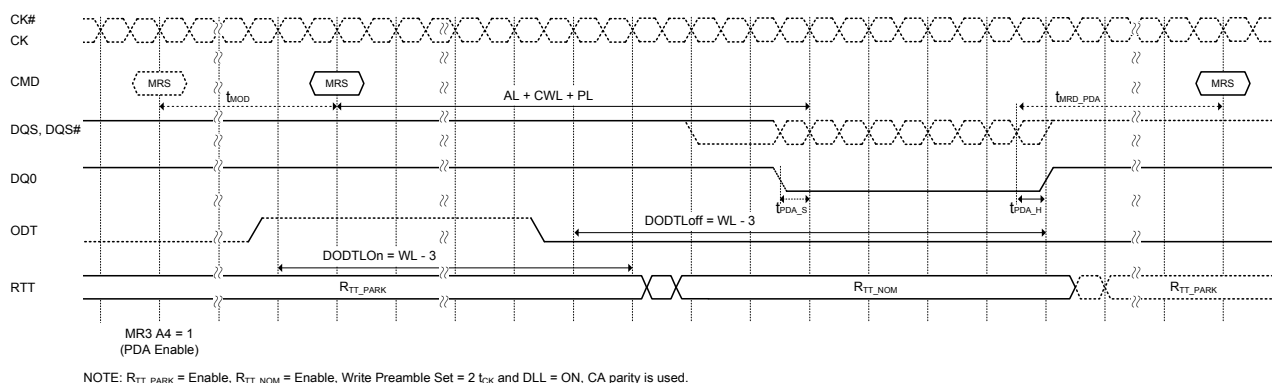 CK#
CK
CMD
MRS
MRS
MRS
tMOD
AL + CWL + PL
tMRD_PDA
DQS, DQS#
DQ0
tPDA_S
tPDA_H
ODT
DODTLoff = WL - 3
DODTLOn = WL - 3
RTT
RTT_PARK
RTT_NOM
RTT_PARK
MR3 A4 = 1
(PDA Enable)
NOTE: RTT_PARK = Enable, RTT_NOM = Enable, Write Preamble Set = 2 tCK and DLL = ON, CA parity is used.